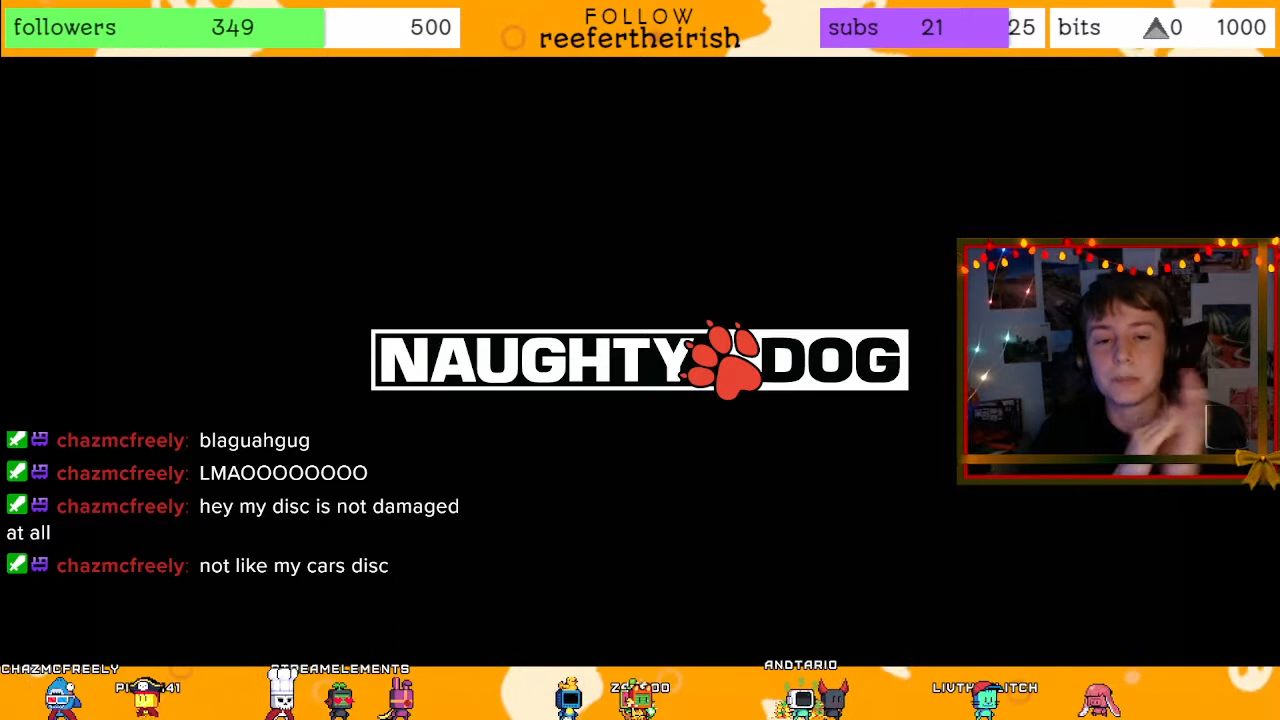 followers 349 500
FOLLOW
reefertheirish
subs 21 25
bits 0 1000
NAUGHTY DOG
chazmcfreely: blaguahgug
chazmcfreely: LMAOOOOOOOO
chazmcfreely: hey my disc is not damaged
at all
chazmcfreely: not like my cars disc
CHAZMCFREELY
STREAMELEMENTS
ANDTARIO